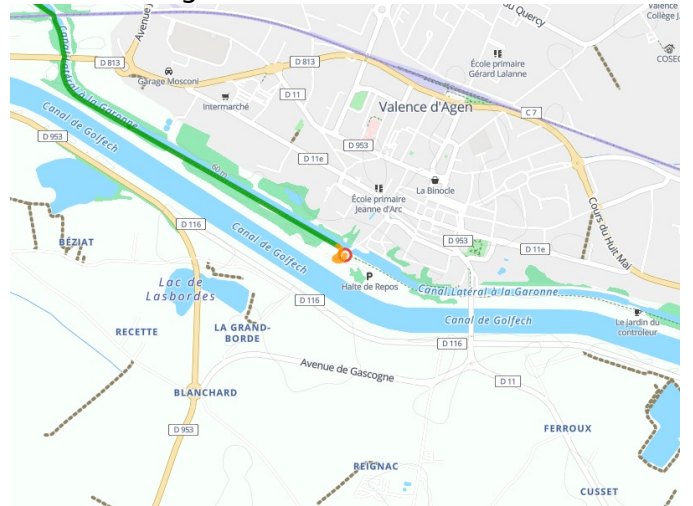 du Quercy
Valence
Collège J.
Avenue
École primaire
Gérard Lalanne
COSEC
D 813
D 813
Garage Mosconi
Canal Latéral à la Garonne
Intermarché
D 11
Valence d'Agen
C 7
Canal de Golfech
D 953
D 953
D 11e
60 m
La Binocle
École primaire
Jeanne d'Arc
Cours du Huit Mai
D 116
BÉZIAT
Canal de Golfech
D 953
D 11e
Lac de
Lasbordes
P
Halte de Repos
Canal Latéral à la Garonne
D 116
Canal de Golfech
Le Jardin du
controleur
RECETTE
LA GRAND-
BORDE
D 116
Avenue de Gascogne
D 11
BLANCHARD
D 953
FERROUX
REIGNAC
CUSSET